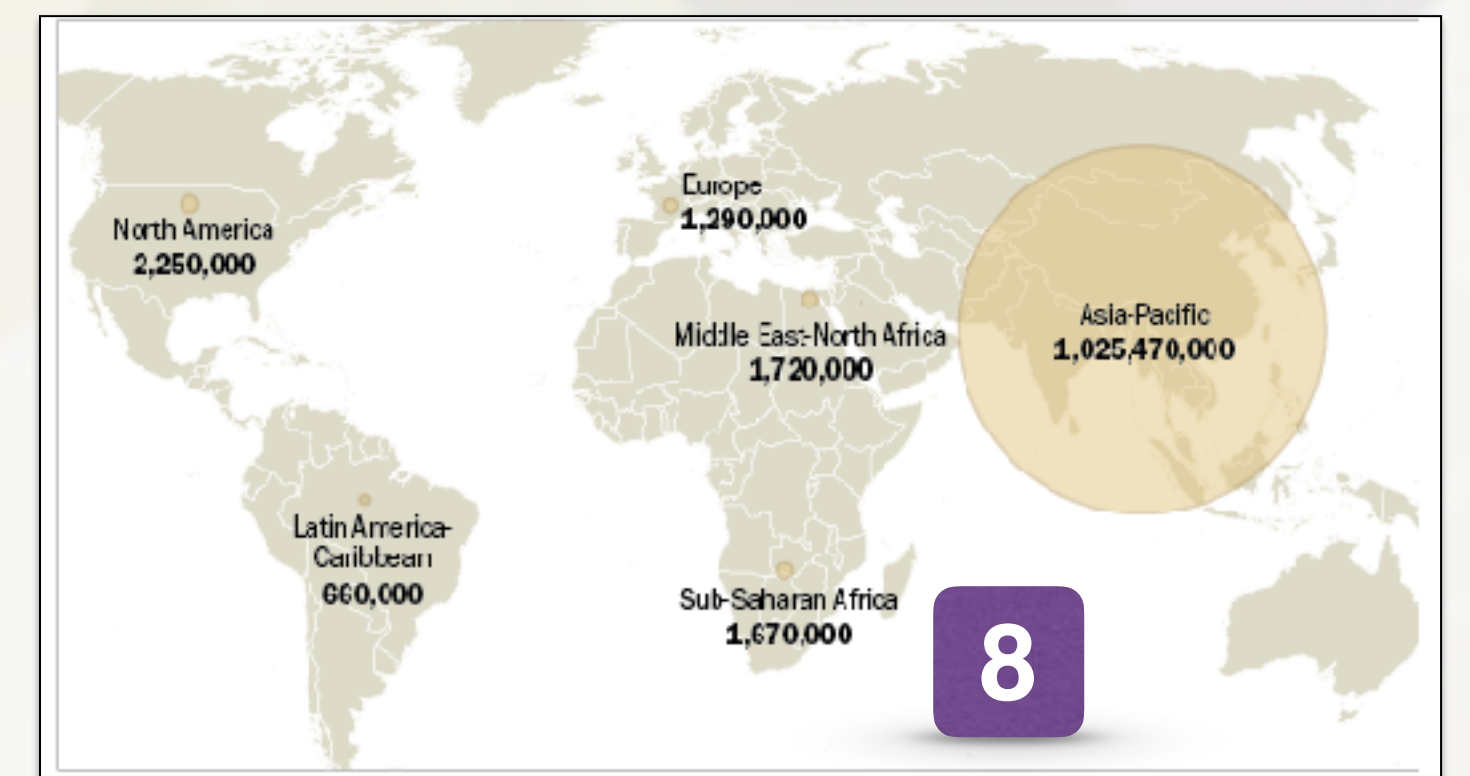 Europe
1,290,000
North America
2,250,000
Asia-Pacific
1,025,470,000
Middle East-North Africa
1,720,000
Latin America-
Caribbean
660,000
Sub-Saharan Africa
1,670,000
8